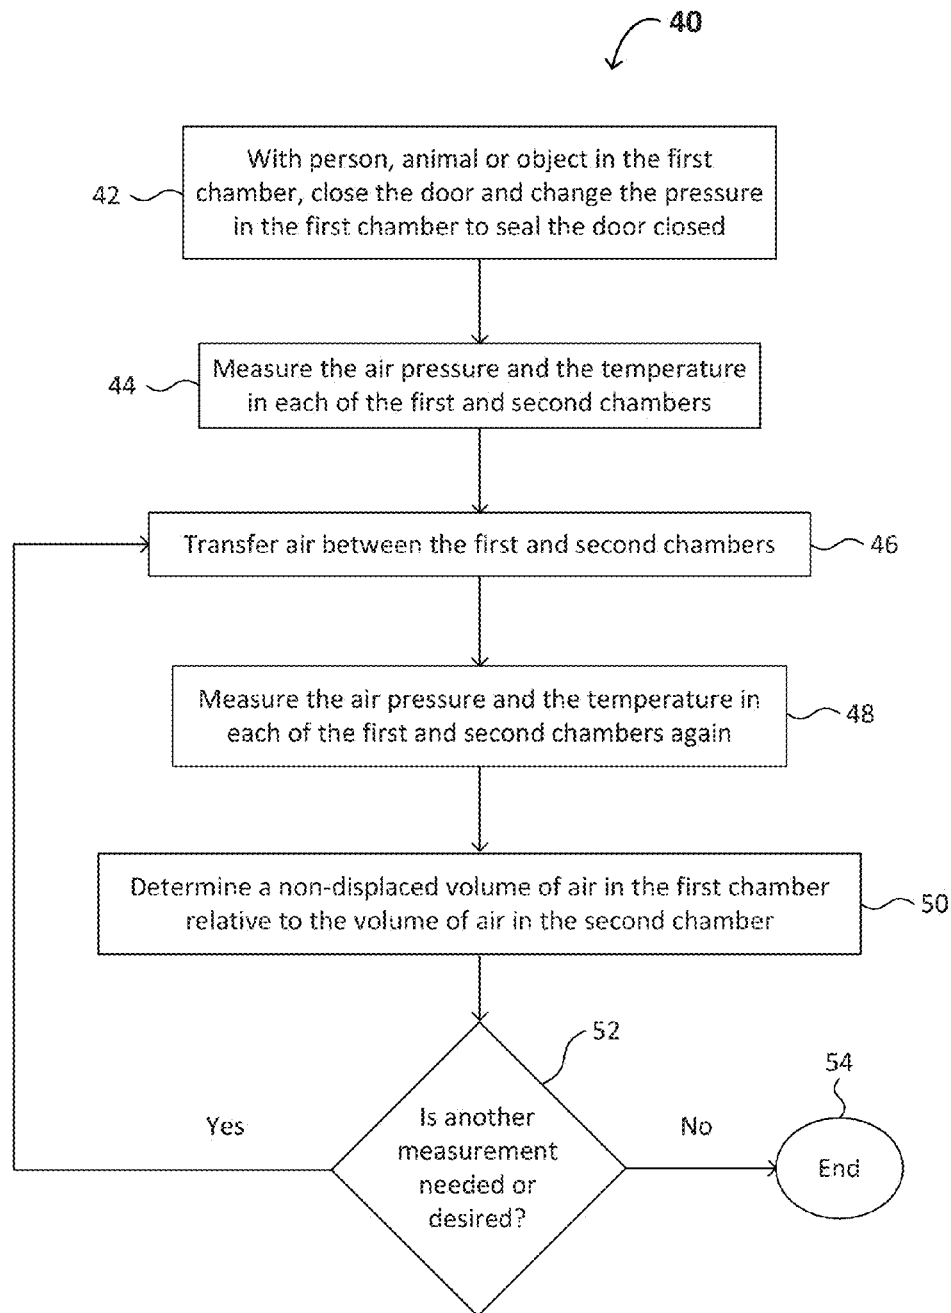 40
With person, animal or object in the first
chamber, close the door and change the pressure
in the first chamber to seal the door closed
42
Measure the air pressure and the temperature
in each of the first and second chambers
44
Transfer air between the first and second chambers
46
Measure the air pressure and the temperature in
each of the first and second chambers again
48
Determine a non-displaced volume of air in the first chamber
relative to the volume of air in the second chamber
50
52
Is another
measurement
needed or
desired?
Yes
No
54
End